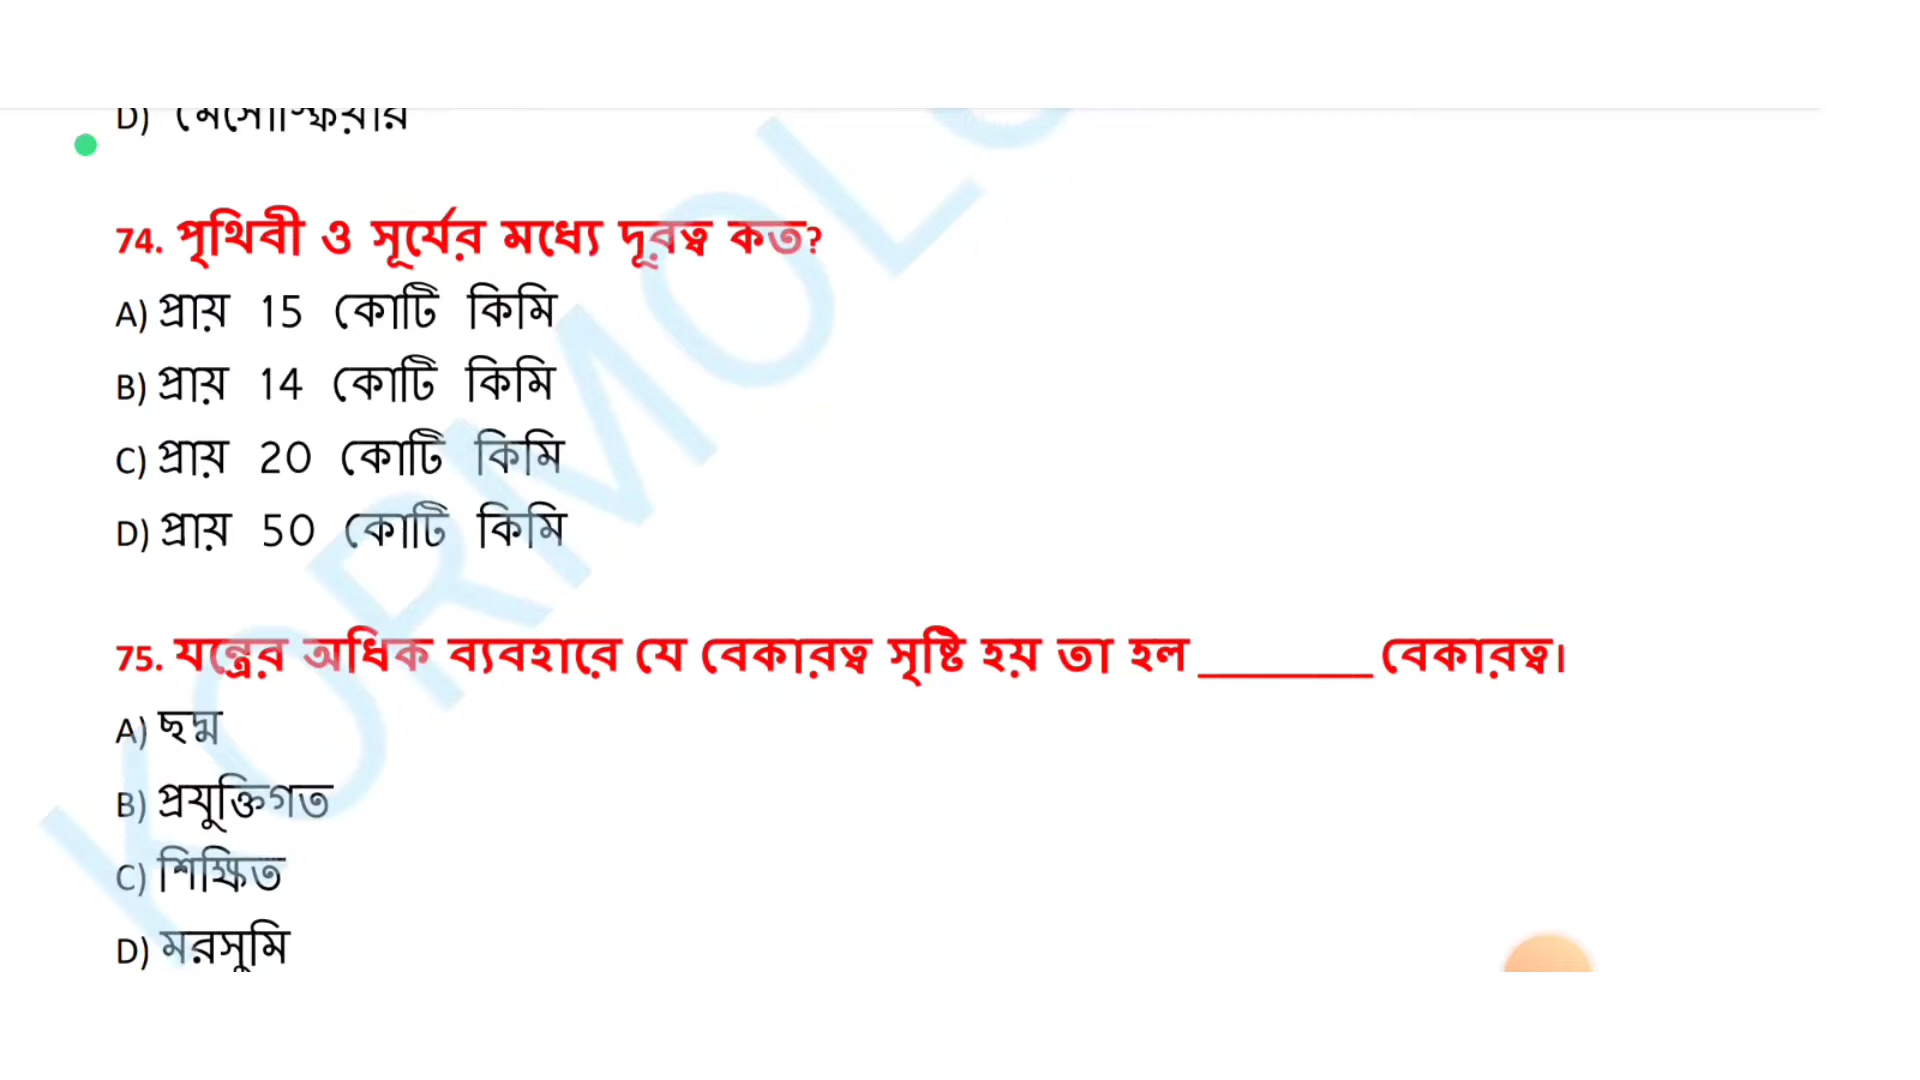 D) মেসোস্ফিয়ার
74. পৃথিবী ও সূর্যের মধ্যে দূরত্ব কত?
A) প্রায় 15 কোটি কিমি
B) প্রায় 14 কোটি কিমি
C) প্রায় 20 কোটি কিমি
D) প্রায় 50 কোটি কিমি
75. যন্ত্রের অধিক ব্যবহারে যে বেকারত্ব সৃষ্টি হয় তা হল ________ বেকারত্ব।
A) ছদ্ম
B) প্রযুক্তিগত
C) শিক্ষিত
D) মরসুমি